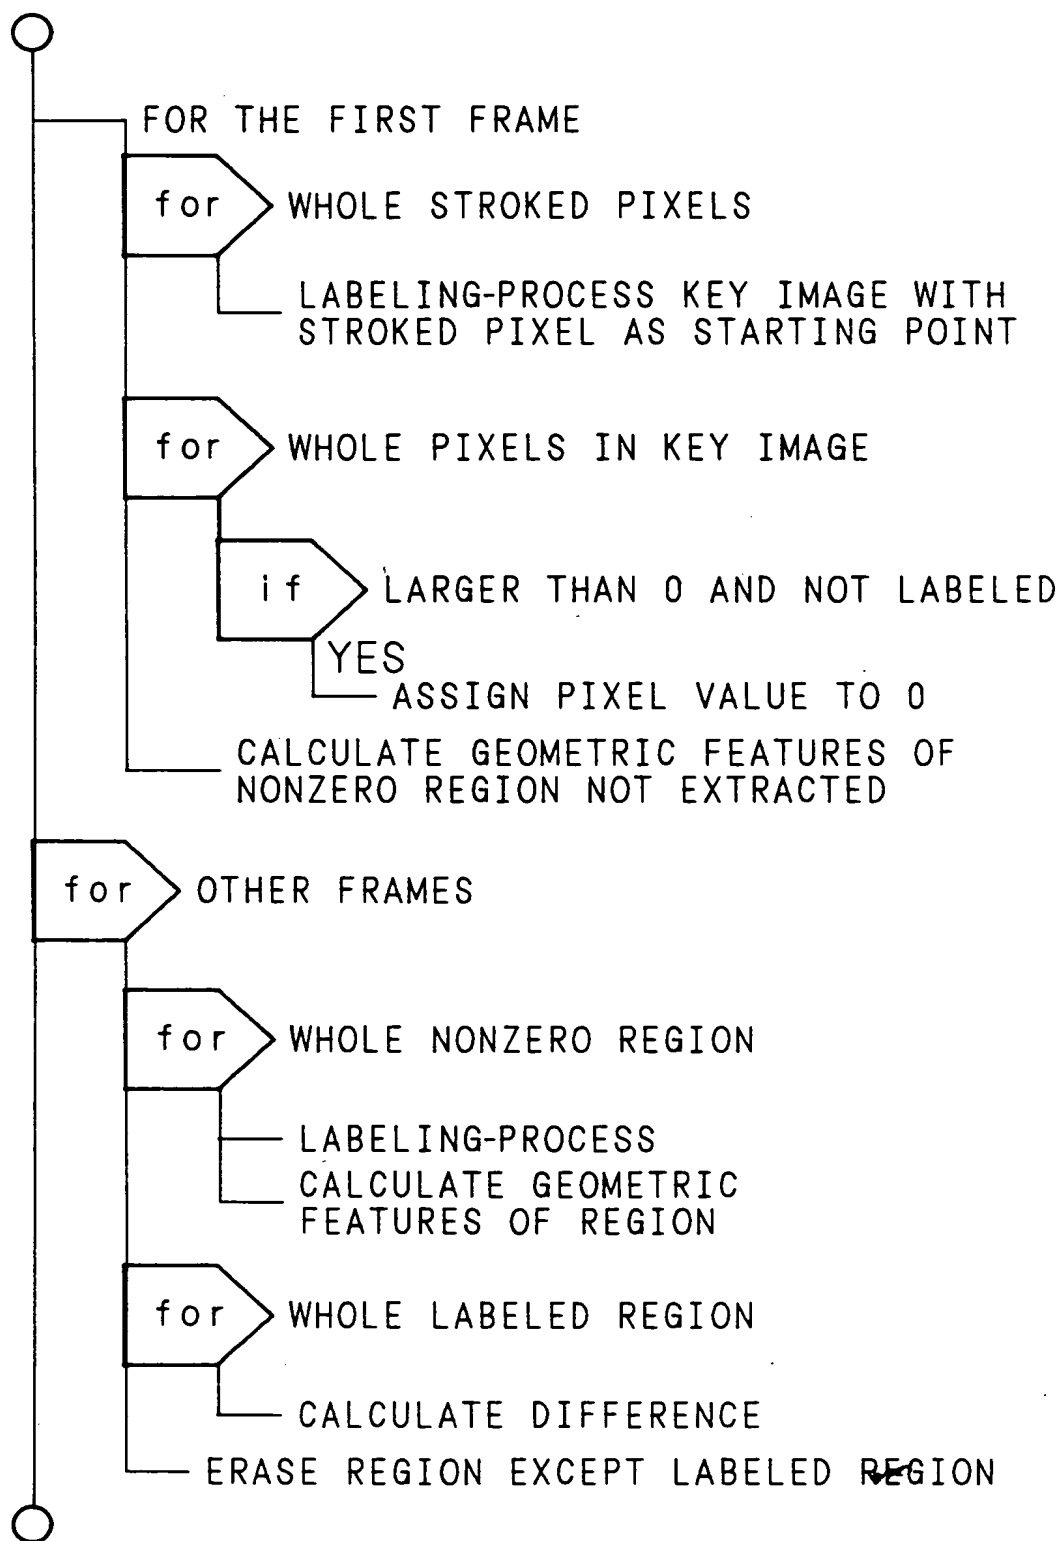 FOR THE FIRST FRAME
for WHOLE STROKED PIXELS
LABELING-PROCESS KEY IMAGE WITH
STROKED PIXEL AS STARTING POINT
for WHOLE PIXELS IN KEY IMAGE
if LARGER THAN 0 AND NOT LABELED
YES
ASSIGN PIXEL VALUE TO 0
CALCULATE GEOMETRIC FEATURES OF
NONZERO REGION NOT EXTRACTED
for OTHER FRAMES
for WHOLE NONZERO REGION
LABELING-PROCESS
CALCULATE GEOMETRIC
FEATURES OF REGION
for WHOLE LABELED REGION
CALCULATE DIFFERENCE
ERASE REGION EXCEPT LABELED REGION